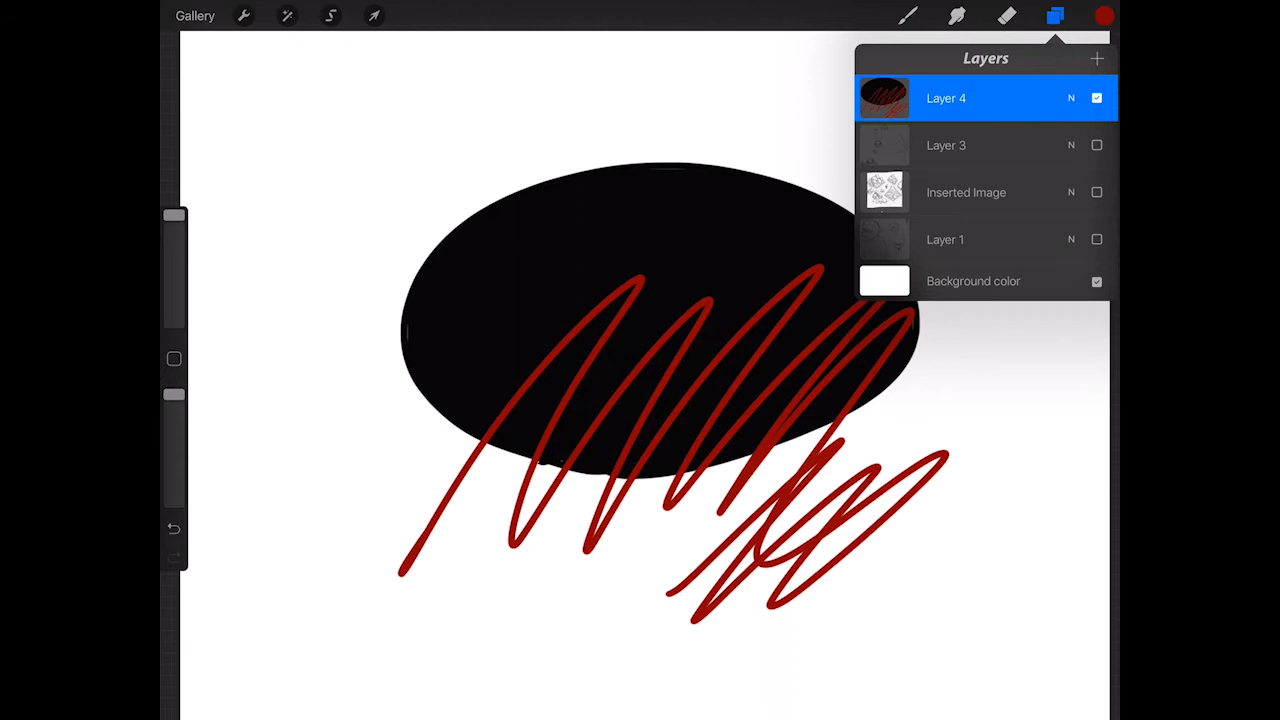 Gallery
Layers
Layer 4 N
Layer 3 N
Inserted Image N
Layer 1 N
Background color